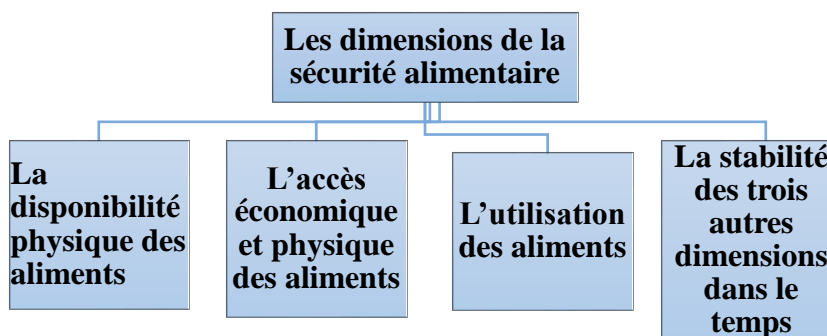 Les dimensions de la
sécurité alimentaire
La
disponibilité
physique des
aliments
L’accès
économique
et physique
des aliments
L’utilisation
des aliments
La stabilité
des trois
autres
dimensions
dans le
temps